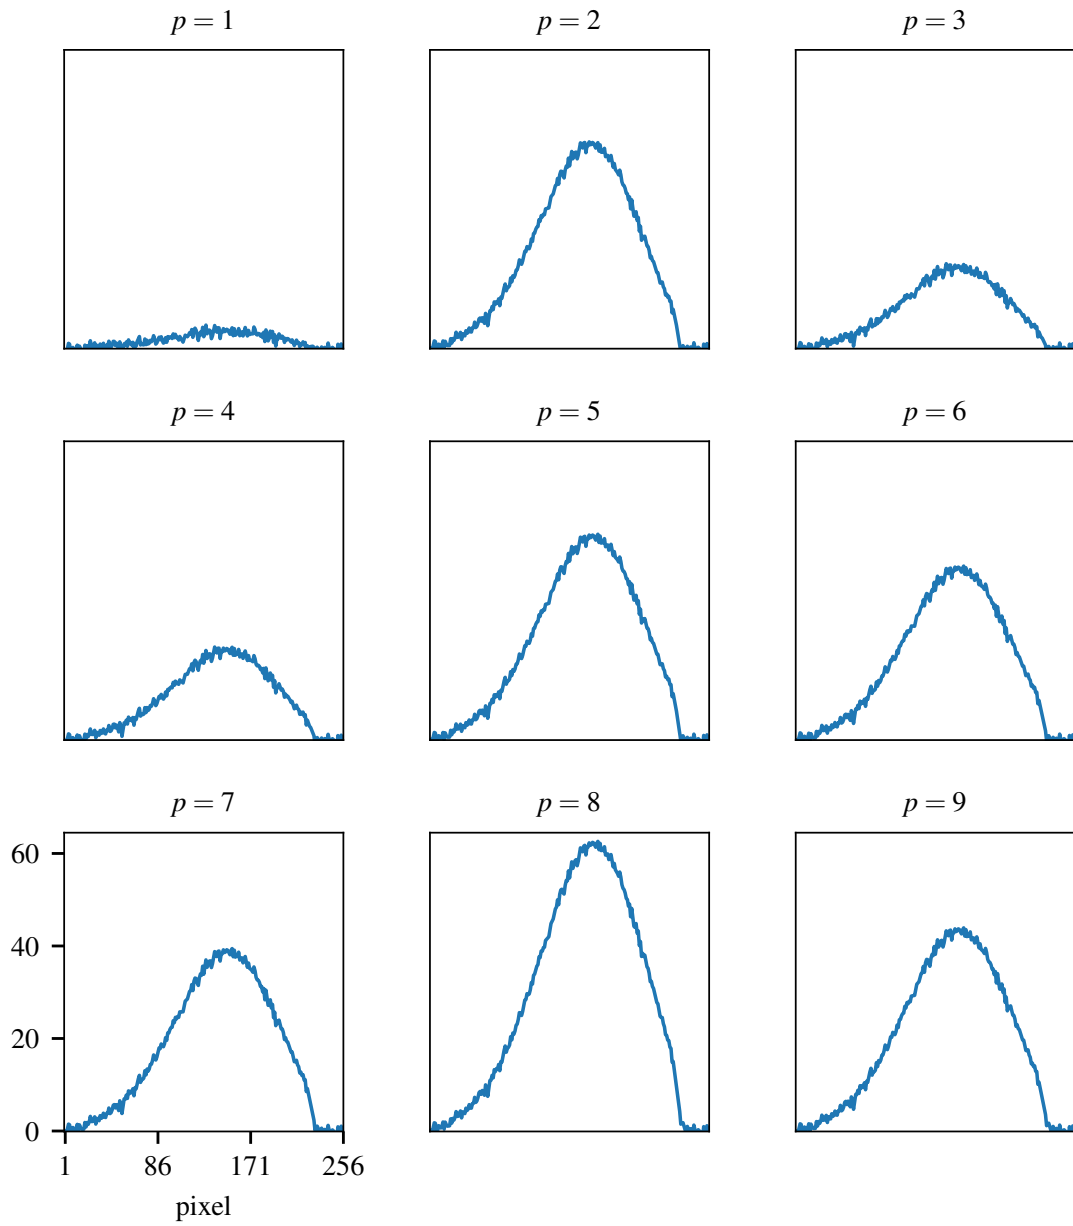 p = 1
p = 2
p = 3
p = 4
p = 5
p = 6
p = 7
p = 8
p = 9
60
40
20
0
1 86 171 256
pixel